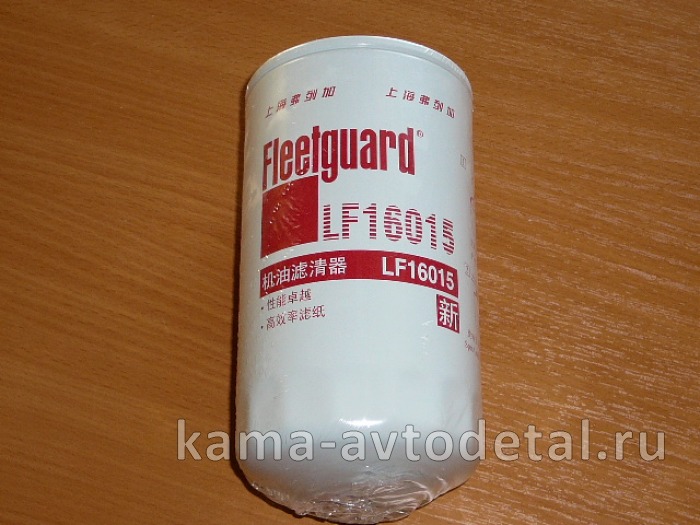 上海弗列加 上海弗列加
Fleetguard®
LF16015
机油滤清器 LF16015
· 性能卓越
· 高效率滤纸
新
kama-avtodetal.ru